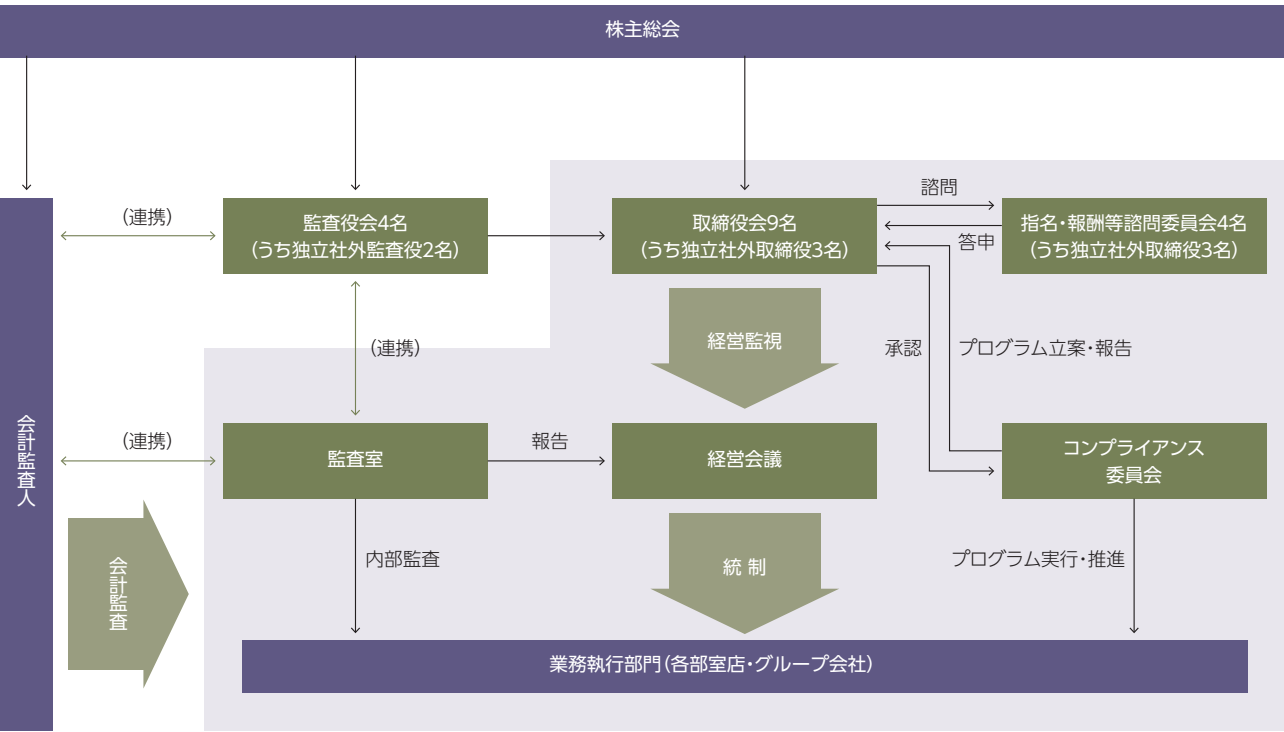 株主総会
諮問
(連携)
監査役会4名
(うち独立社外監査役2名)
取締役会9名
(うち独立社外取締役3名)
答申
指名・報酬等諮問委員会4名
(うち独立社外取締役3名)
(連携)
経営監視
承認
プログラム立案・報告
会計監査人
(連携)
監査室
報告
経営会議
コンプライアンス
委員会
会計監査
内部監査
統制
プログラム実行・推進
業務執行部門(各部室店・グループ会社)